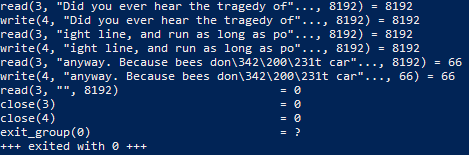 read(3, "Did you ever hear the tragedy of"..., 8192) = 8192
write(4, "Did you ever hear the tragedy of"..., 8192) = 8192
read(3, "ight line, and run as long as po"..., 8192) = 8192
write(4, "ight line, and run as long as po"..., 8192) = 8192
read(3, "anyway. Because bees don\342\200\231t car"..., 8192) = 66
write(4, "anyway. Because bees don\342\200\231t car"..., 66) = 66
read(3, "", 8192) = 0
close(3) = 0
close(4) = 0
exit_group(0) = ?
+++ exited with 0 +++